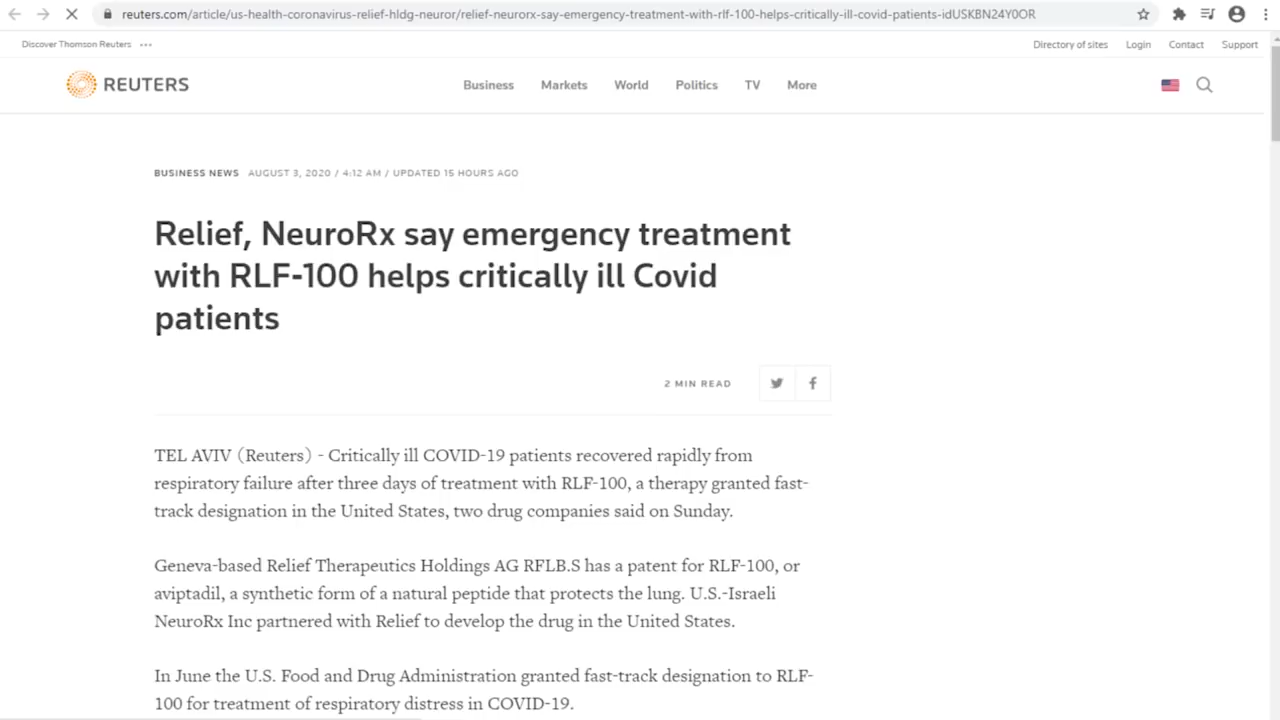 reuters.com/article/us-health-coronavirus-relief-hldg-neuror/relief-neurorx-say-emergency-treatment-with-rlf-100-helps-critically-ill-covid-patients-idUSKBN24Y0OR
Discover Thomson Reuters ...
Directory of sites Login Contact Support
REUTERS
Business Markets World Politics TV More
BUSINESS NEWS AUGUST 3, 2020 / 4:12 AM / UPDATED 15 HOURS AGO
Relief, NeuroRx say emergency treatment
with RLF-100 helps critically ill Covid
patients
2 MIN READ
TEL AVIV (Reuters) - Critically ill COVID-19 patients recovered rapidly from
respiratory failure after three days of treatment with RLF-100, a therapy granted fast-
track designation in the United States, two drug companies said on Sunday.
Geneva-based Relief Therapeutics Holdings AG RFLB.S has a patent for RLF-100, or
aviptadil, a synthetic form of a natural peptide that protects the lung. U.S.-Israeli
NeuroRx Inc partnered with Relief to develop the drug in the United States.
In June the U.S. Food and Drug Administration granted fast-track designation to RLF-
100 for treatment of respiratory distress in COVID-19.